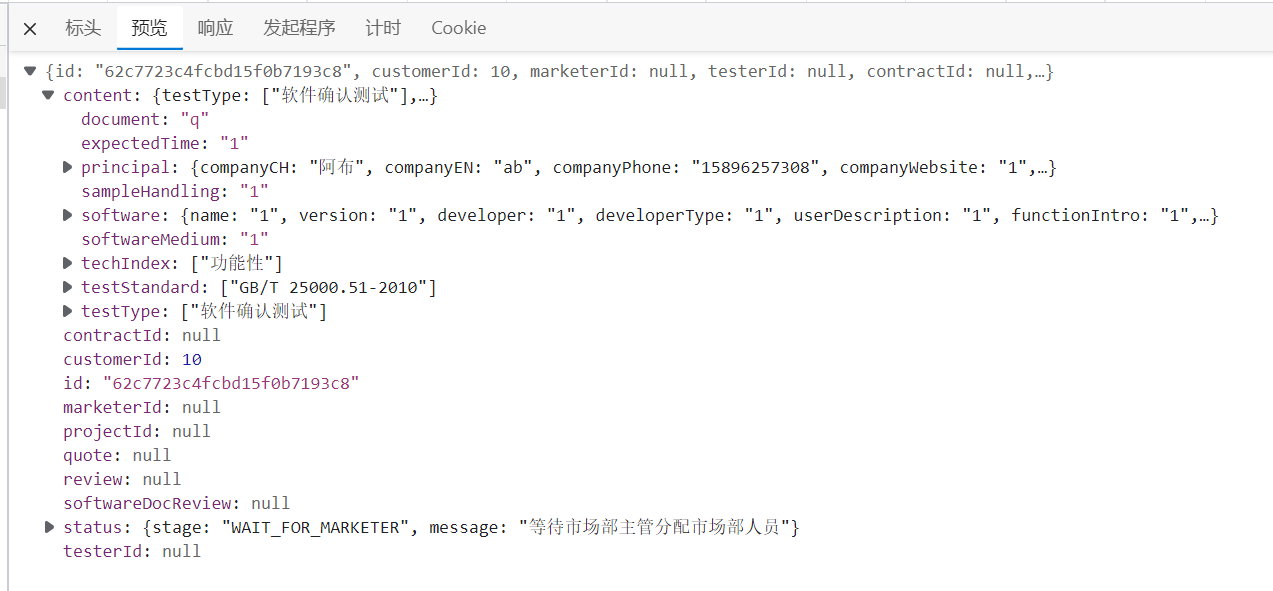 标头 预览 响应 发起程序 计时 Cookie
{id: "62c7723c4fcbd15f0b7193c8", customerId: 10, marketerId: null, testerId: null, contractId: null,…}
content: {testType: ["软件确认测试"],…}
document: "q"
expectedTime: "1"
principal: {companyCH: "阿布", companyEN: "ab", companyPhone: "15896257308", companyWebsite: "1",…}
sampleHandling: "1"
software: {name: "1", version: "1", developer: "1", developerType: "1", userDescription: "1", functionIntro: "1",…}
softwareMedium: "1"
techIndex: ["功能性"]
testStandard: ["GB/T 25000.51-2010"]
testType: ["软件确认测试"]
contractId: null
customerId: 10
id: "62c7723c4fcbd15f0b7193c8"
marketerId: null
projectId: null
quote: null
review: null
softwareDocReview: null
status: {stage: "WAIT_FOR_MARKETER", message: "等待市场部主管分配市场部人员"}
testerId: null